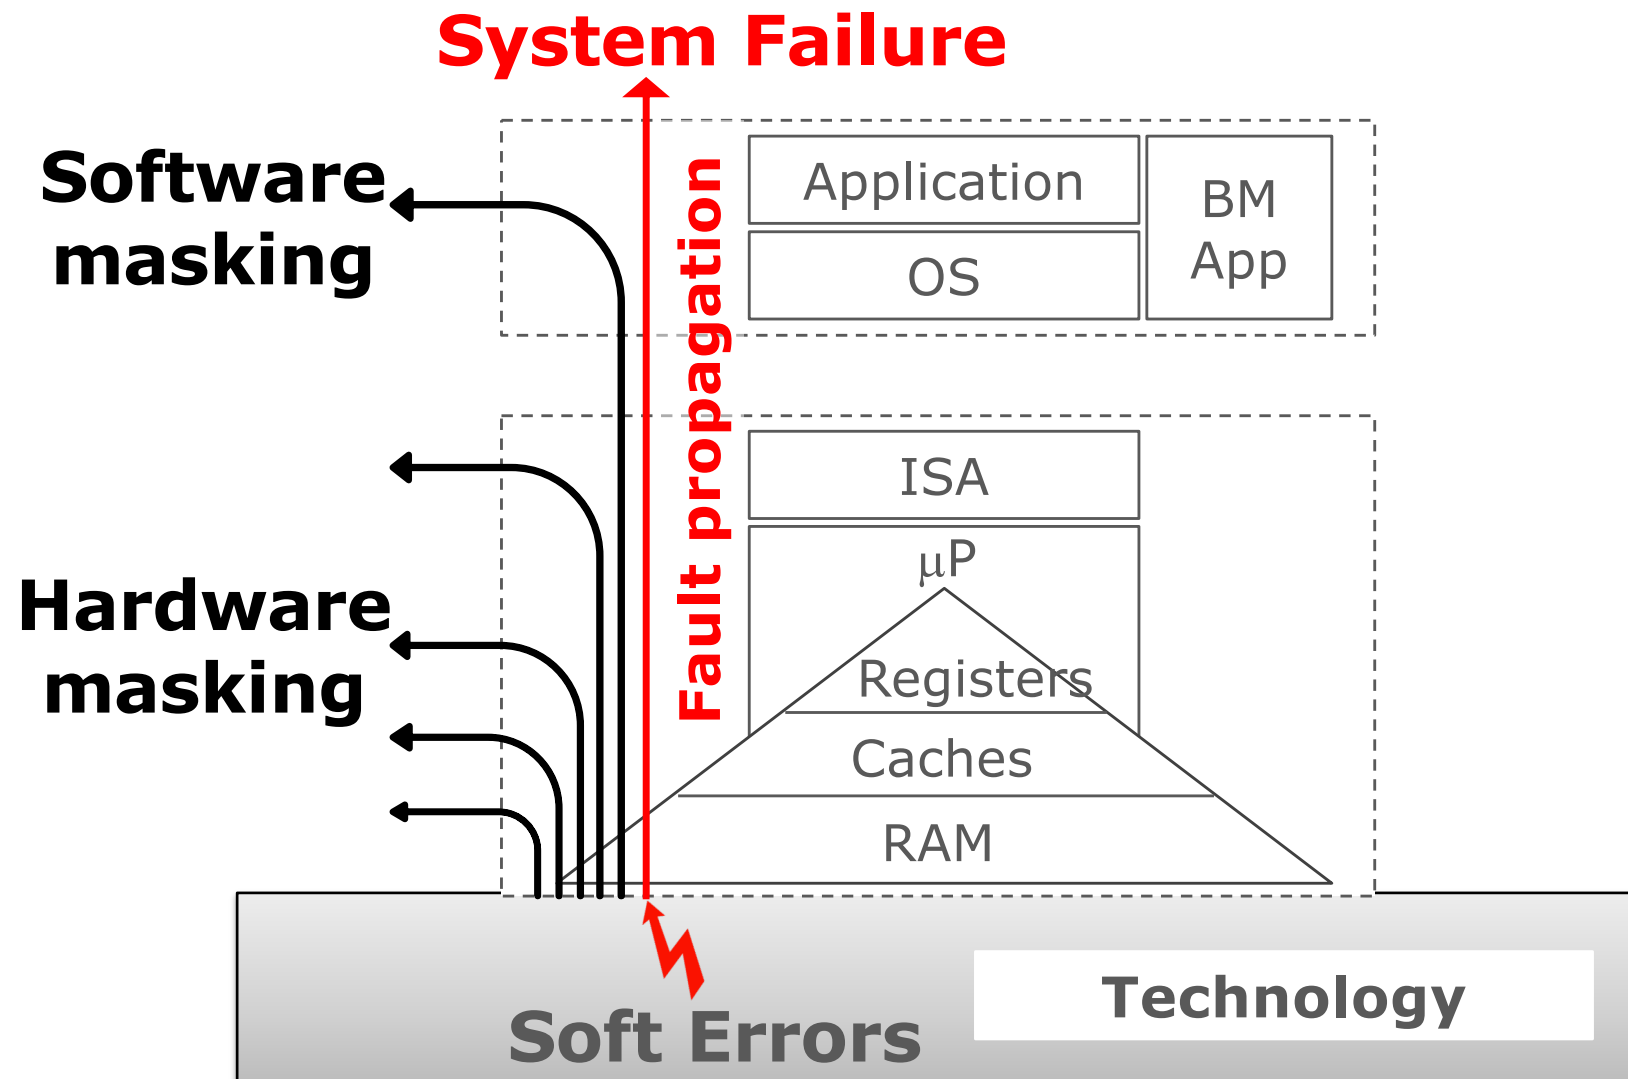 System Failure
Software
masking
Fault propagation
Application
OS
BM
App
ISA
μP
Hardware
masking
Registers
Caches
RAM
Technology
Soft Errors